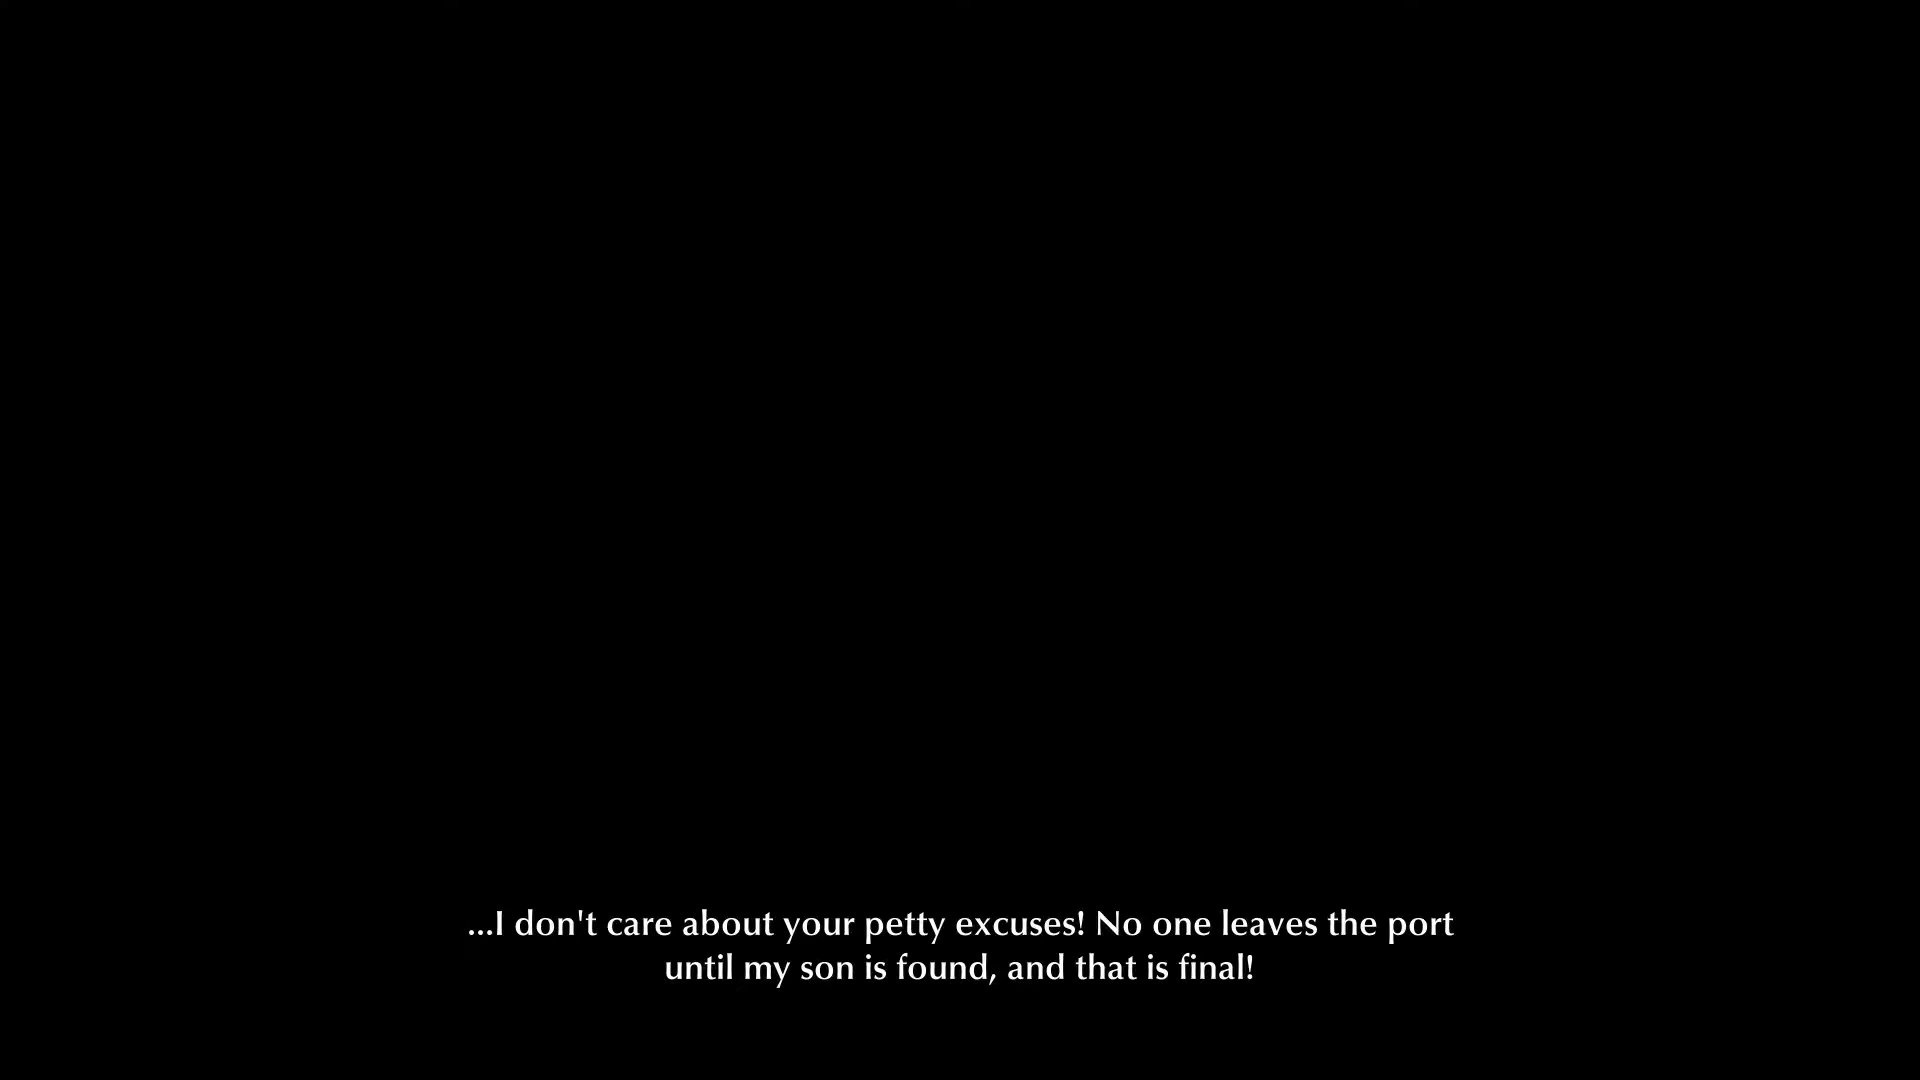 ...I don't care about your petty excuses! No one leaves the port
until my son is found, and that is final!